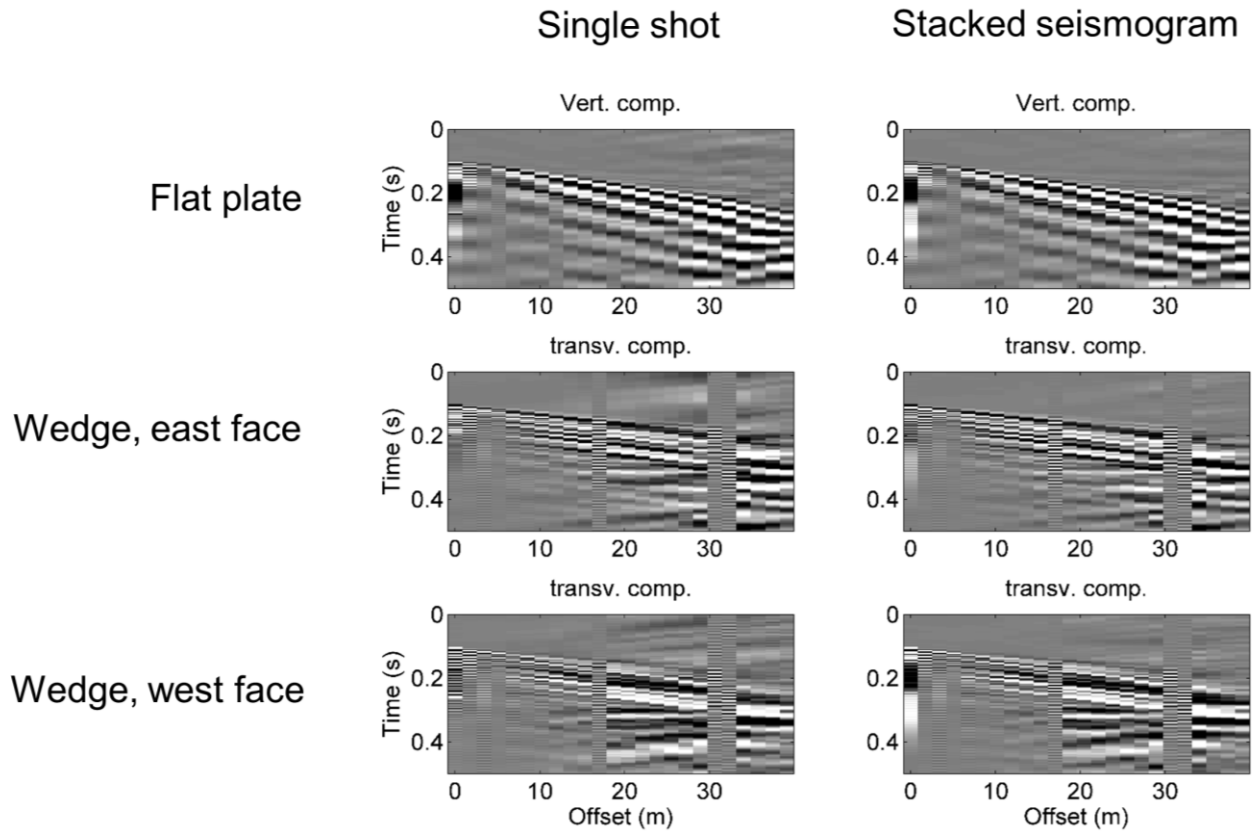 Single shot
Stacked seismogram
Flat plate
Vert. comp.
0
0.2
0.4
Time (s)
0 10 20 30
Vert. comp.
0
0.2
0.4
Time (s)
0 10 20 30
Wedge, east face
transv. comp.
0
0.2
0.4
Time (s)
0 10 20 30
transv. comp.
0
0.2
0.4
Time (s)
0 10 20 30
Wedge, west face
transv. comp.
0
0.2
0.4
Time (s)
0 10 20 30
Offset (m)
transv. comp.
0
0.2
0.4
Time (s)
0 10 20 30
Offset (m)